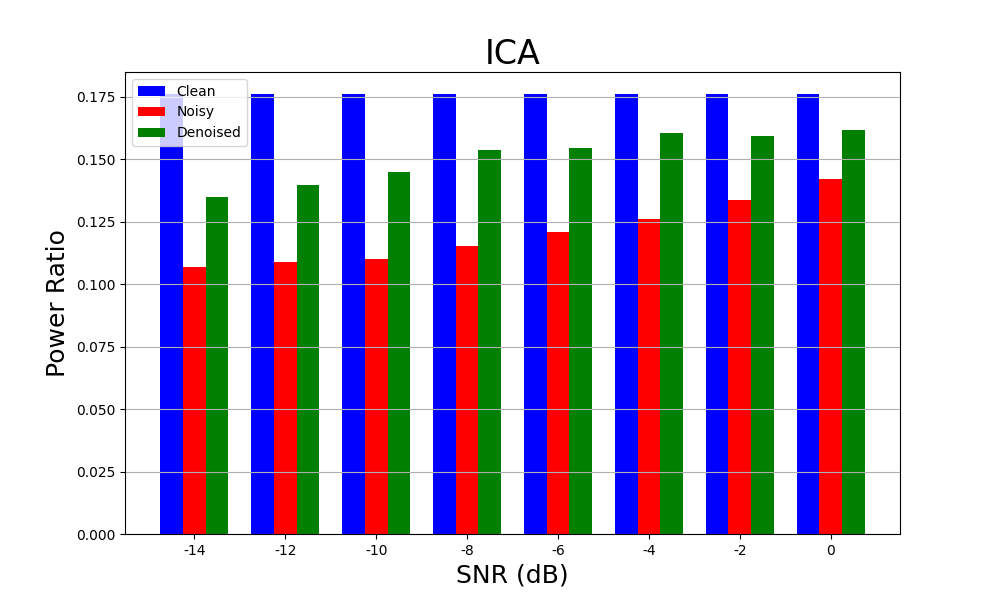 ICA
Clean
Noisy
Denoised
Power Ratio
0.175
0.150
0.125
0.100
0.075
0.050
0.025
0.000
-14 -12 -10 -8 -6 -4 -2 0
SNR (dB)